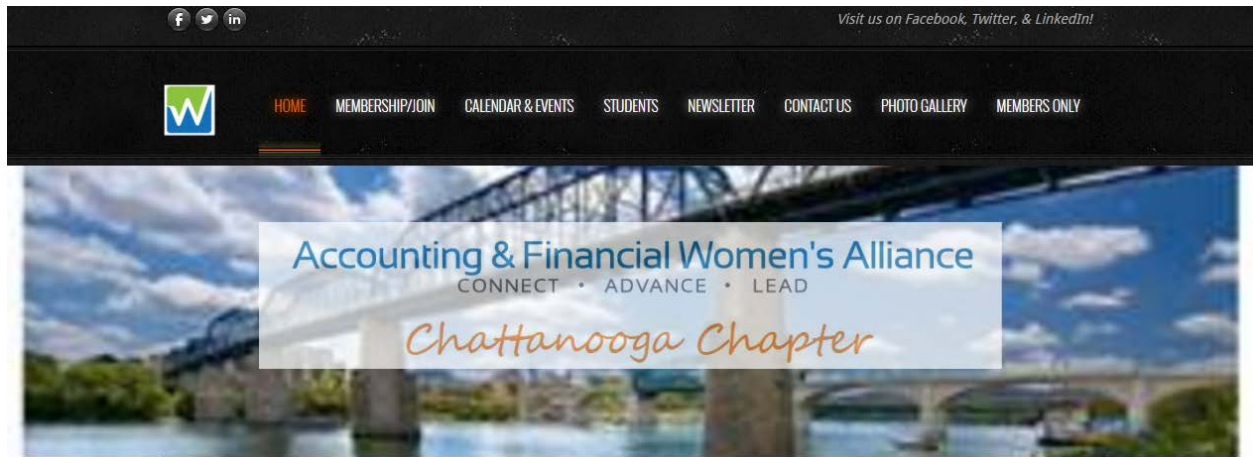 Visit us on Facebook, Twitter, & LinkedIn!
HOME MEMBERSHIP/JOIN CALENDAR & EVENTS STUDENTS NEWSLETTER CONTACT US PHOTO GALLERY MEMBERS ONLY
Accounting & Financial Women's Alliance
CONNECT • ADVANCE • LEAD
Chattanooga Chapter